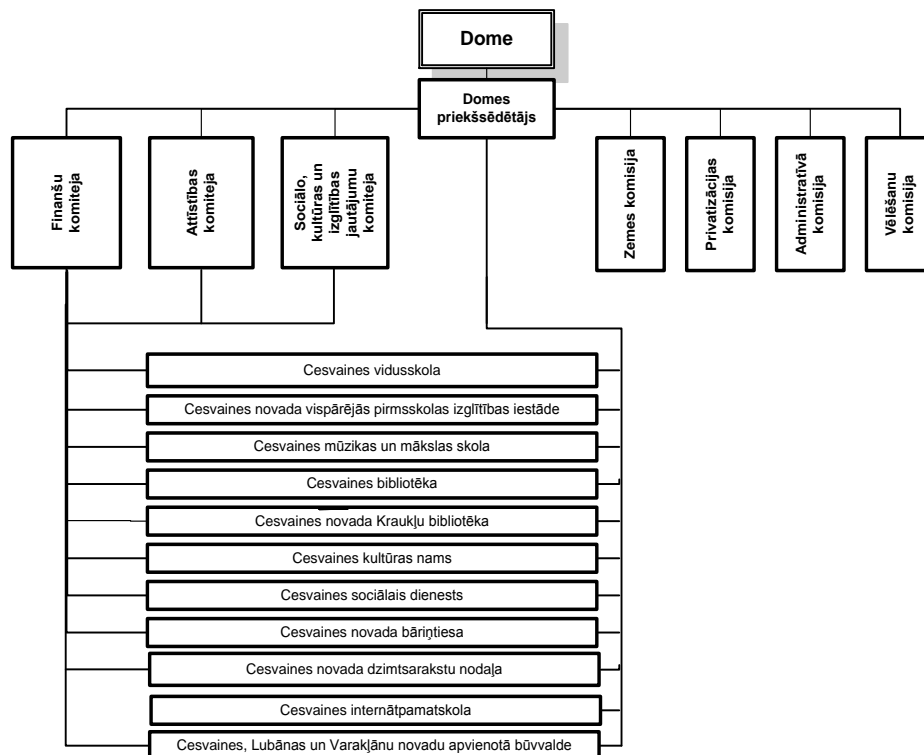 Dome
Domes
priekšsēdētājs
Finanšu
komiteja
Attīstības
komiteja
Sociālo,
kultūras un
izglītības
jautājumu
komiteja
Zemes komisija
Privatizācijas
komisija
Administratīvā
komisija
Vēlēšanu
komisija
Cesvaines vidusskola
Cesvaines novada vispārējās pirmsskolas izglītības iestāde
Cesvaines mūzikas un mākslas skola
Cesvaines bibliotēka
Cesvaines novada Kraukļu bibliotēka
Cesvaines kultūras nams
Cesvaines sociālais dienests
Cesvaines novada bāriņtiesa
Cesvaines novada dzimtsarakstu nodaļa
Cesvaines internātpamatskola
Cesvaines, Lubānas un Varakļānu novadu apvienotā būvvalde